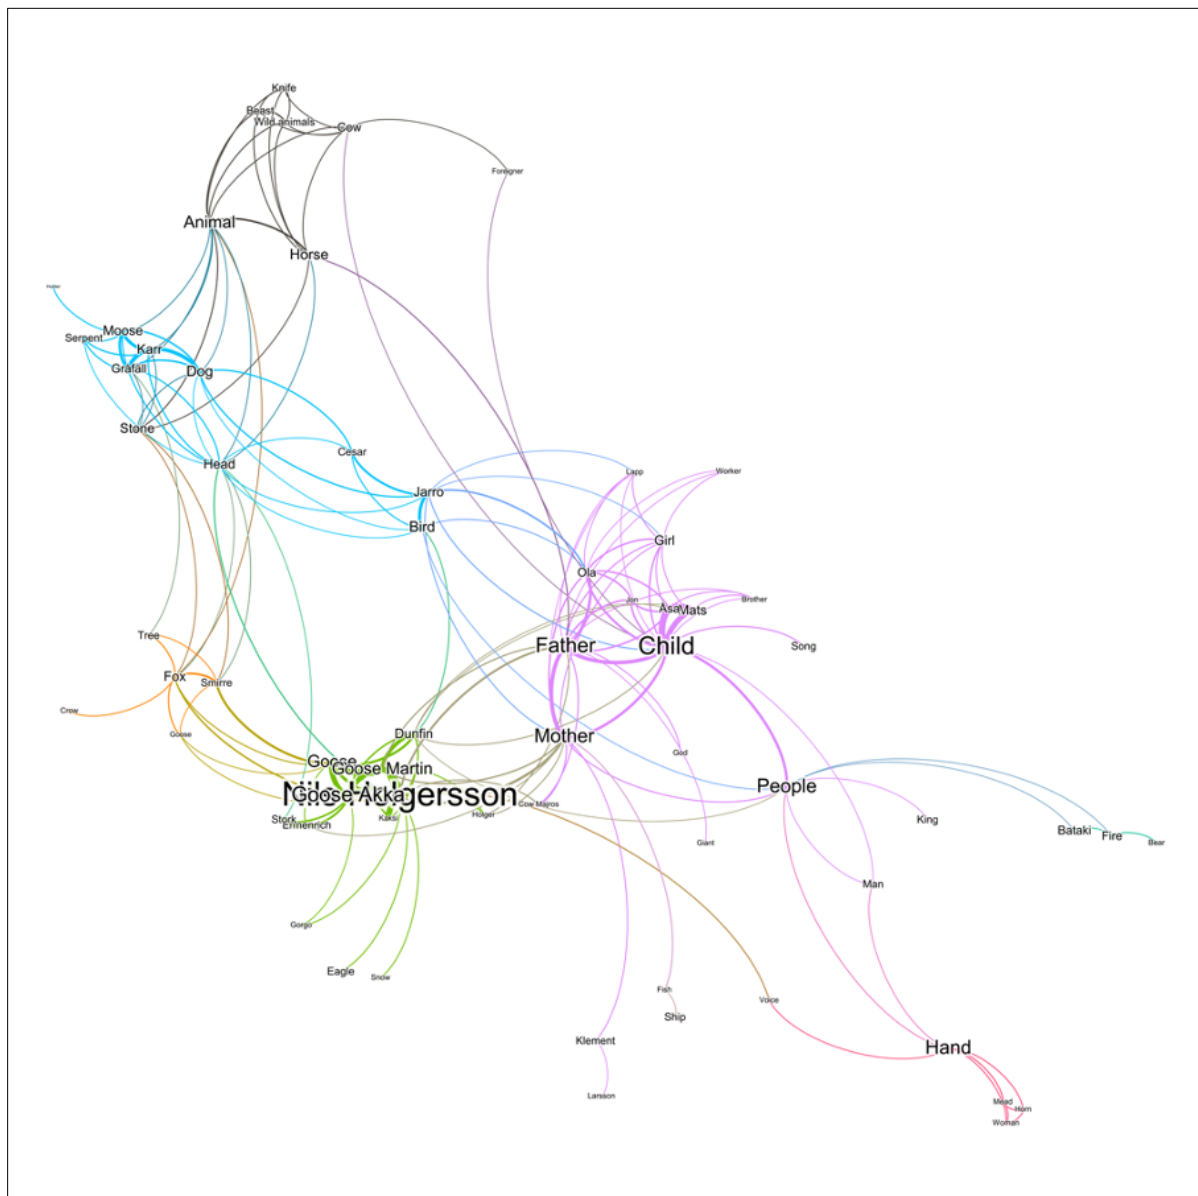 Knife
Beast
Wild animals
Cow
Foreigner
Animal
Horse
Moose
Serpent
Karr
Grafall
Dog
Stone
Head
Cesar
Jarro
Bird
Lapp
Worker
Girl
Ola
Jon
Asa
Mats
Brother
Father
Child
Song
Tree
Fox
Smirre
Crow
Goose
Dunfin
Mother
God
Goose
Goose Martin
Nils Holgersson
Goose Akka
People
Stork
Ermenrich
Kaksi
Holger
Cow Majros
Giant
King
Bataki
Fire
Bear
Man
Gorgo
Eagle
Snow
Fish
Voice
Ship
Klement
Hand
Larsson
Mead
Horn
Woman